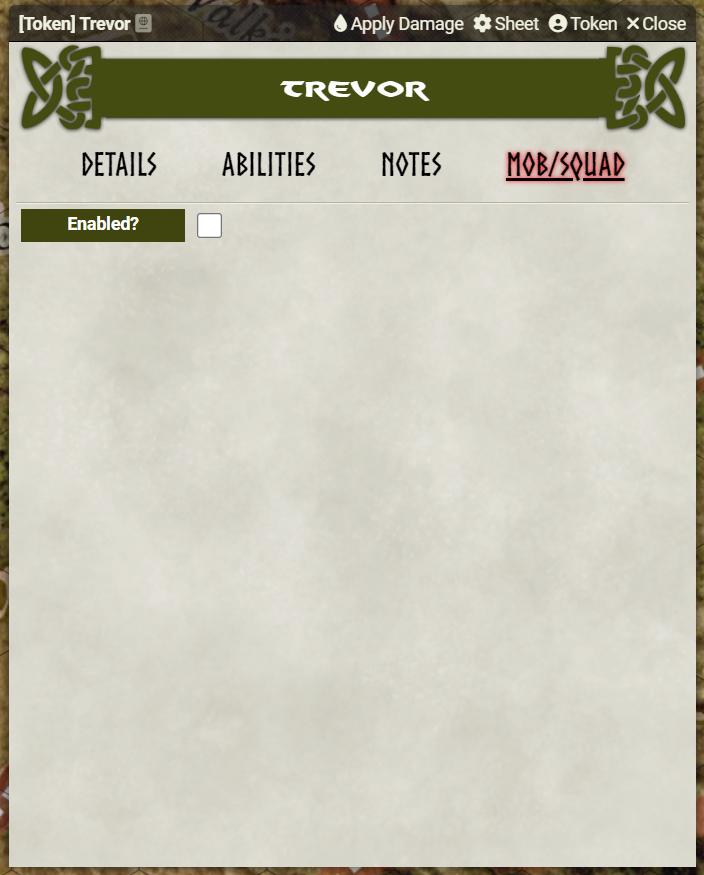 [Token] Trevor Apply Damage Sheet Token Close
TREVOR
DETAILS ABILITIES NOTES MOB/SQUAD
Enabled?